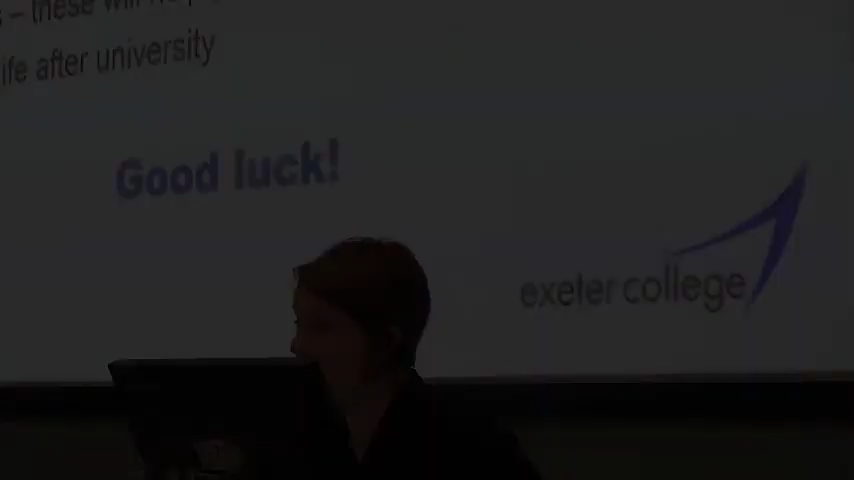 – these will
life after university
Good luck!
exeter college